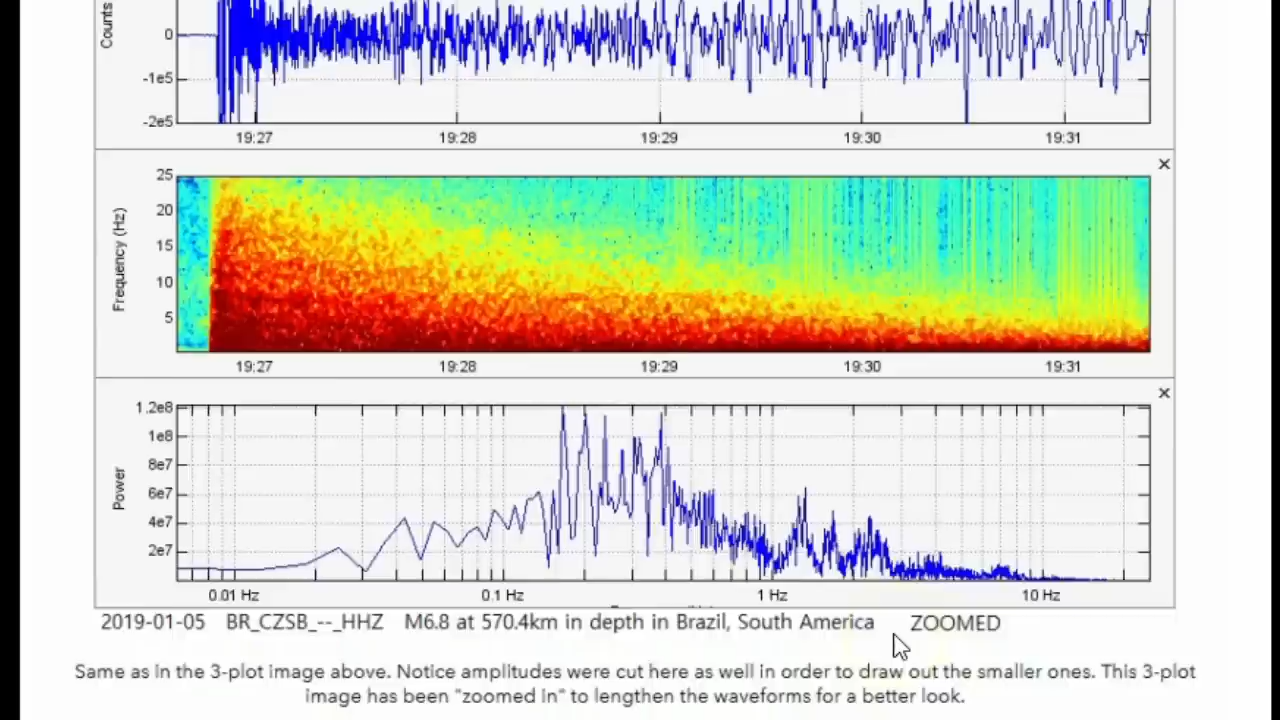 Counts
0
-1e5
-2e5
19:27 19:28 19:29 19:30 19:31
×
Frequency (Hz)
25
20
15
10
5
19:27 19:28 19:29 19:30 19:31
×
Power
1.2e8
1e8
8e7
6e7
4e7
2e7
0.01 Hz 0.1 Hz 1 Hz 10 Hz
2019-01-05 BR_CZSB_--_HHZ M6.8 at 570.4km in depth in Brazil, South America ZOOMED
Same as in the 3-plot image above. Notice amplitudes were cut here as well in order to draw out the smaller ones. This 3-plot
image has been "zoomed in" to lengthen the waveforms for a better look.